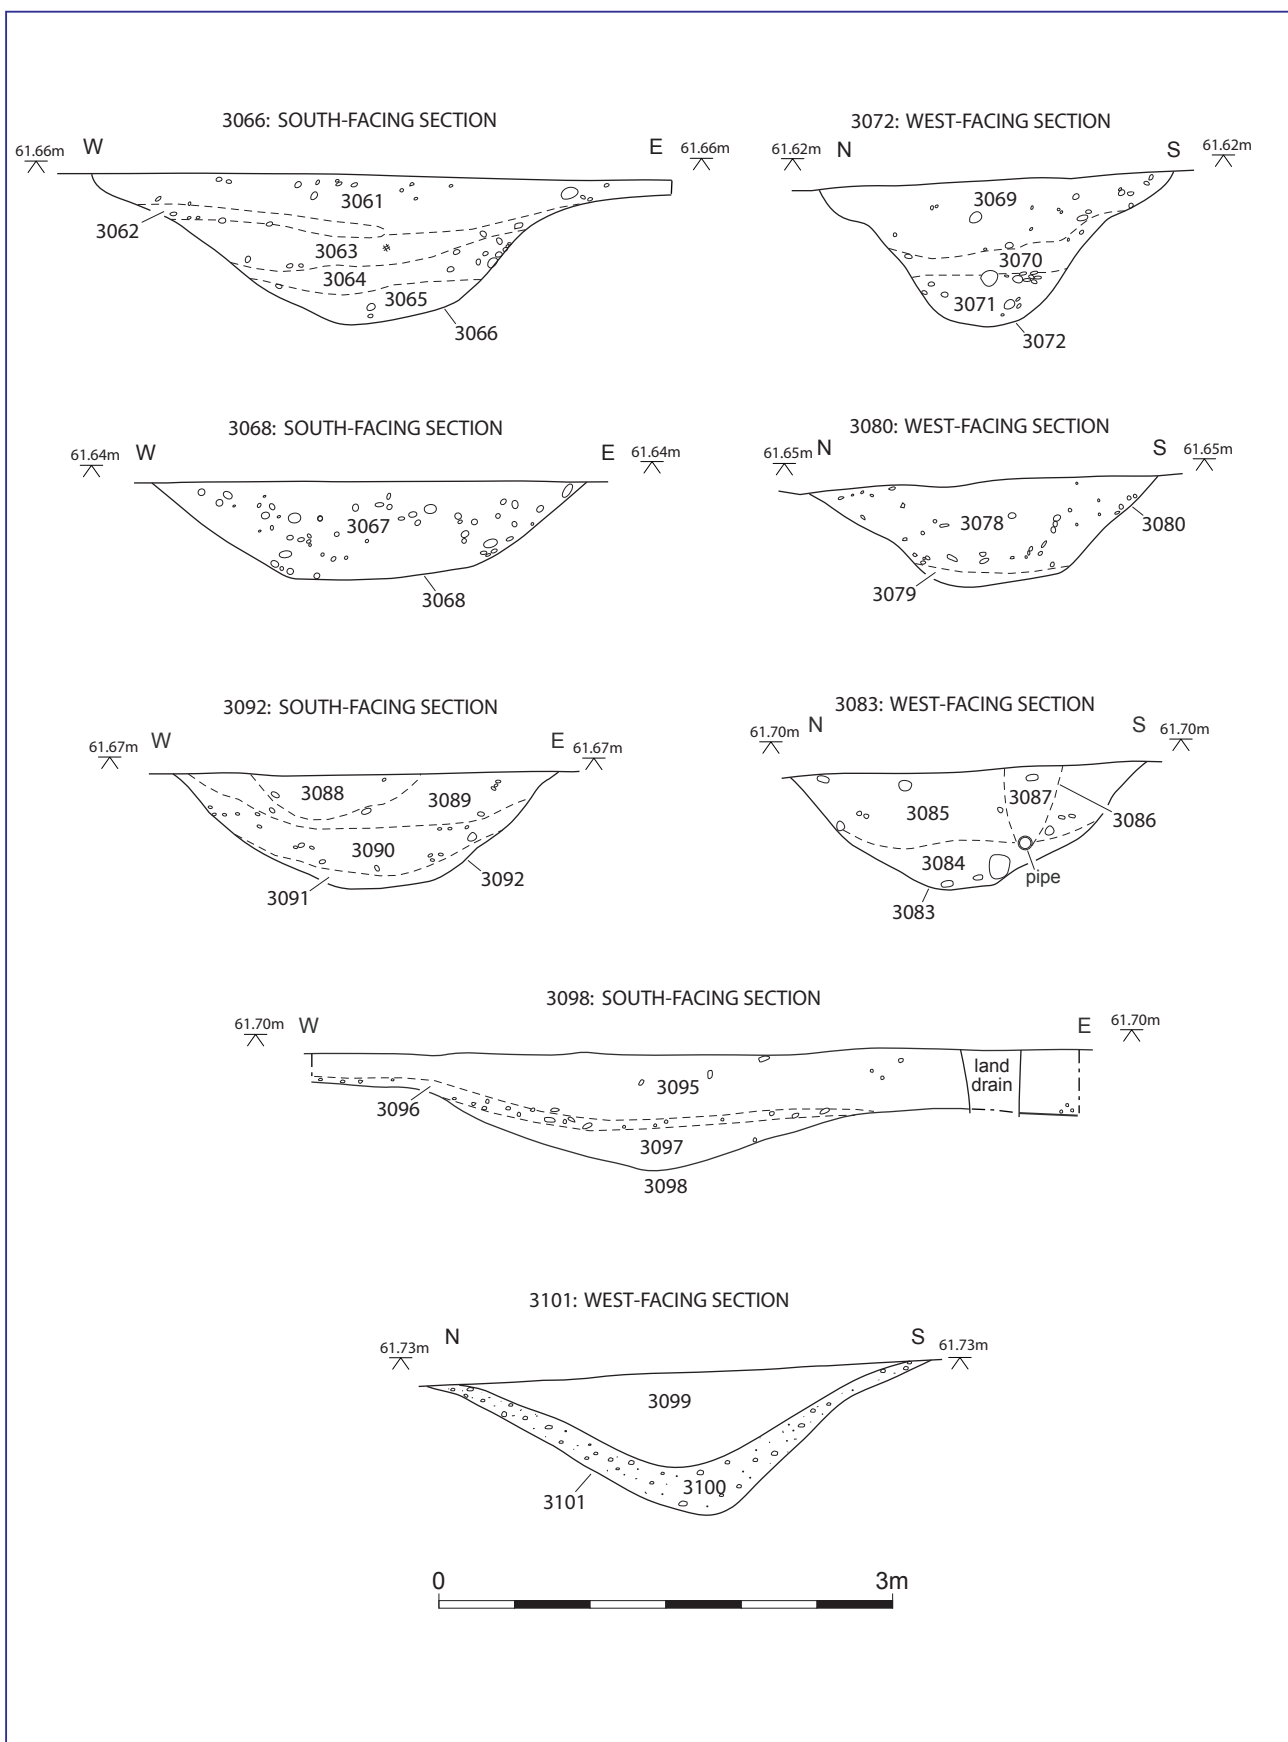 3066: SOUTH-FACING SECTION
61.66m W E 61.66m
3061
3062
3063
3064
3065
3066
3072: WEST-FACING SECTION
61.62m N S 61.62m
3069
3070
3071
3072
3068: SOUTH-FACING SECTION
61.64m W E 61.64m
3067
3068
3080: WEST-FACING SECTION
61.65m N S 61.65m
3078
3080
3079
3092: SOUTH-FACING SECTION
61.67m W E 61.67m
3088
3089
3090
3092
3091
3083: WEST-FACING SECTION
61.70m N S 61.70m
3087
3085
3086
3084
pipe
3083
3098: SOUTH-FACING SECTION
61.70m W E 61.70m
land
drain
3095
3096
3097
3098
3101: WEST-FACING SECTION
61.73m N S 61.73m
3099
3100
3101
0 3m